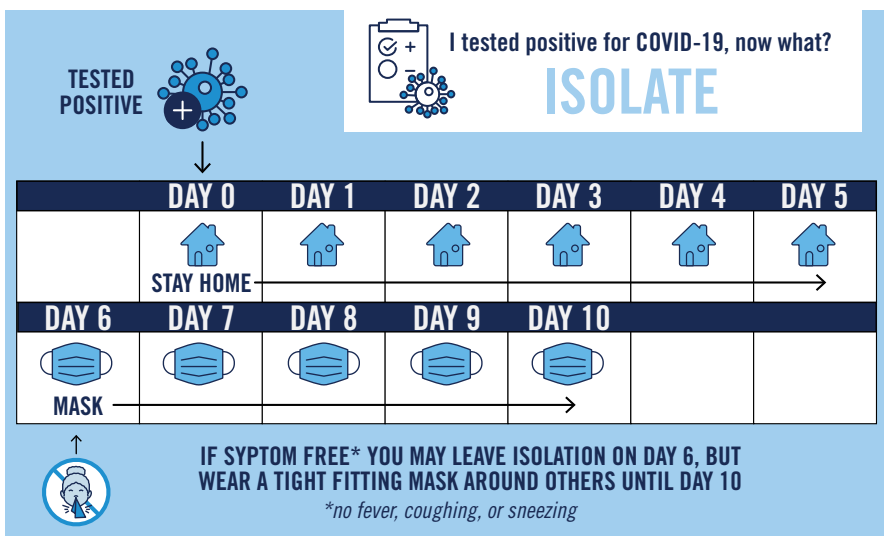 I tested positive for COVID-19, now what?
ISOLATE
TESTED
POSITIVE
DAY 0 DAY 1 DAY 2 DAY 3 DAY 4 DAY 5
STAY HOME
DAY 6 DAY 7 DAY 8 DAY 9 DAY 10
MASK
IF SYPTOM FREE* YOU MAY LEAVE ISOLATION ON DAY 6, BUT
WEAR A TIGHT FITTING MASK AROUND OTHERS UNTIL DAY 10
*no fever, coughing, or sneezing